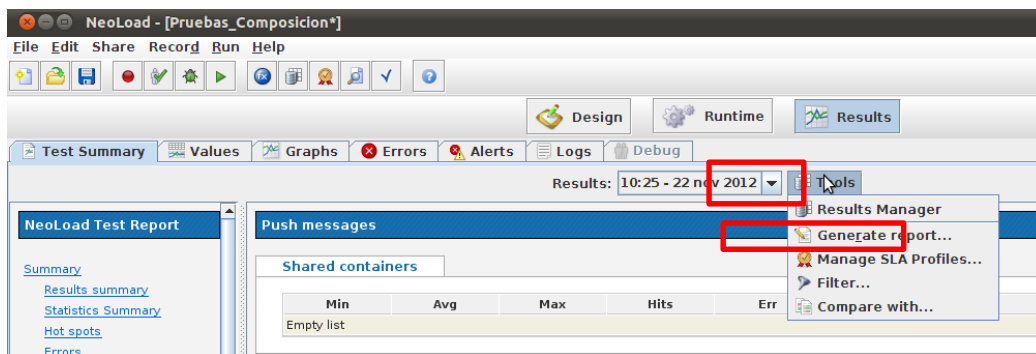 NeoLoad - [Pruebas_Composicion*]
File Edit Share Record Run Help
Design Runtime Results
Test Summary Values Graphs Errors Alerts Logs Debug
Results: 10:25 - 22 nov 2012 Tools
Results Manager
Generate report...
Manage SLA Profiles...
Filter...
Compare with...
NeoLoad Test Report
Summary
Results summary
Statistics Summary
Hot spots
Errors
Push messages
Shared containers
Min Avg Max Hits Err
Empty list